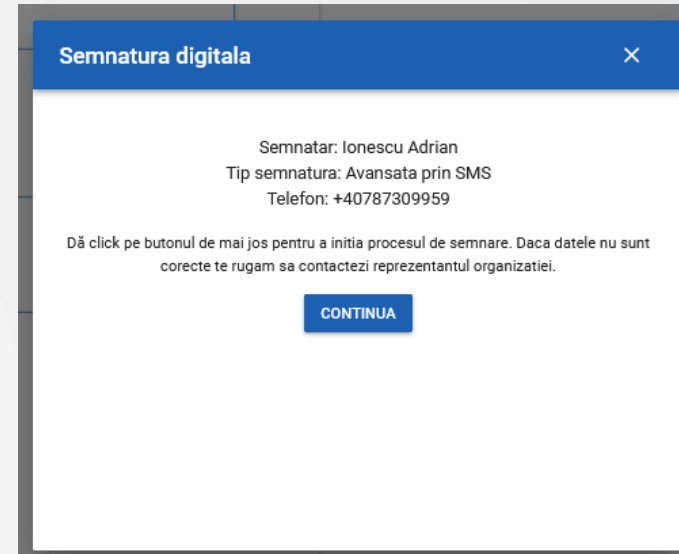 Semnatura digitala
Semnatar: Ionescu Adrian
Tip semnatura: Avansata prin SMS
Telefon: +40787309959
Dă click pe butonul de mai jos pentru a initia procesul de semnare. Daca datele nu sunt
corecte te rugam sa contactezi reprezentantul organizatiei.
CONTINUA